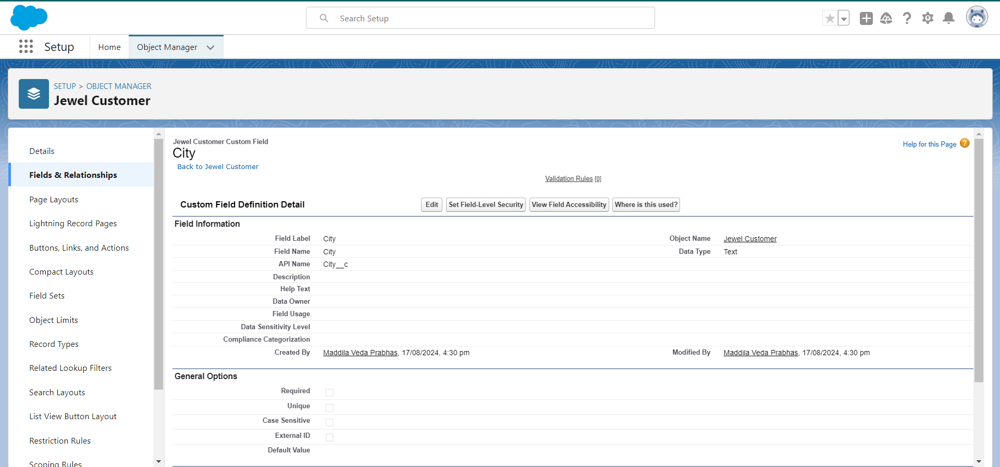 Search Setup
Setup
Home
Object Manager
SETUP > OBJECT MANAGER
Jewel Customer
Details
Fields & Relationships
Page Layouts
Lightning Record Pages
Buttons, Links, and Actions
Compact Layouts
Field Sets
Object Limits
Record Types
Related Lookup Filters
Search Layouts
List View Button Layout
Restriction Rules
Scoping Rules
Jewel Customer Custom Field
City
Back to Jewel Customer
Help for this Page ?
Validation Rules [0]
Custom Field Definition Detail
Edit
Set Field-Level Security
View Field Accessibility
Where is this used?
Field Information
Field Label City Object Name Jewel Customer
Field Name City Data Type Text
API Name City__c
Description
Help Text
Data Owner
Field Usage
Data Sensitivity Level
Compliance Categorization
Created By Maddila Veda Prabhas, 17/08/2024, 4:30 pm Modified By Maddila Veda Prabhas, 17/08/2024, 4:30 pm
General Options
Required
Unique
Case Sensitive
External ID
Default Value